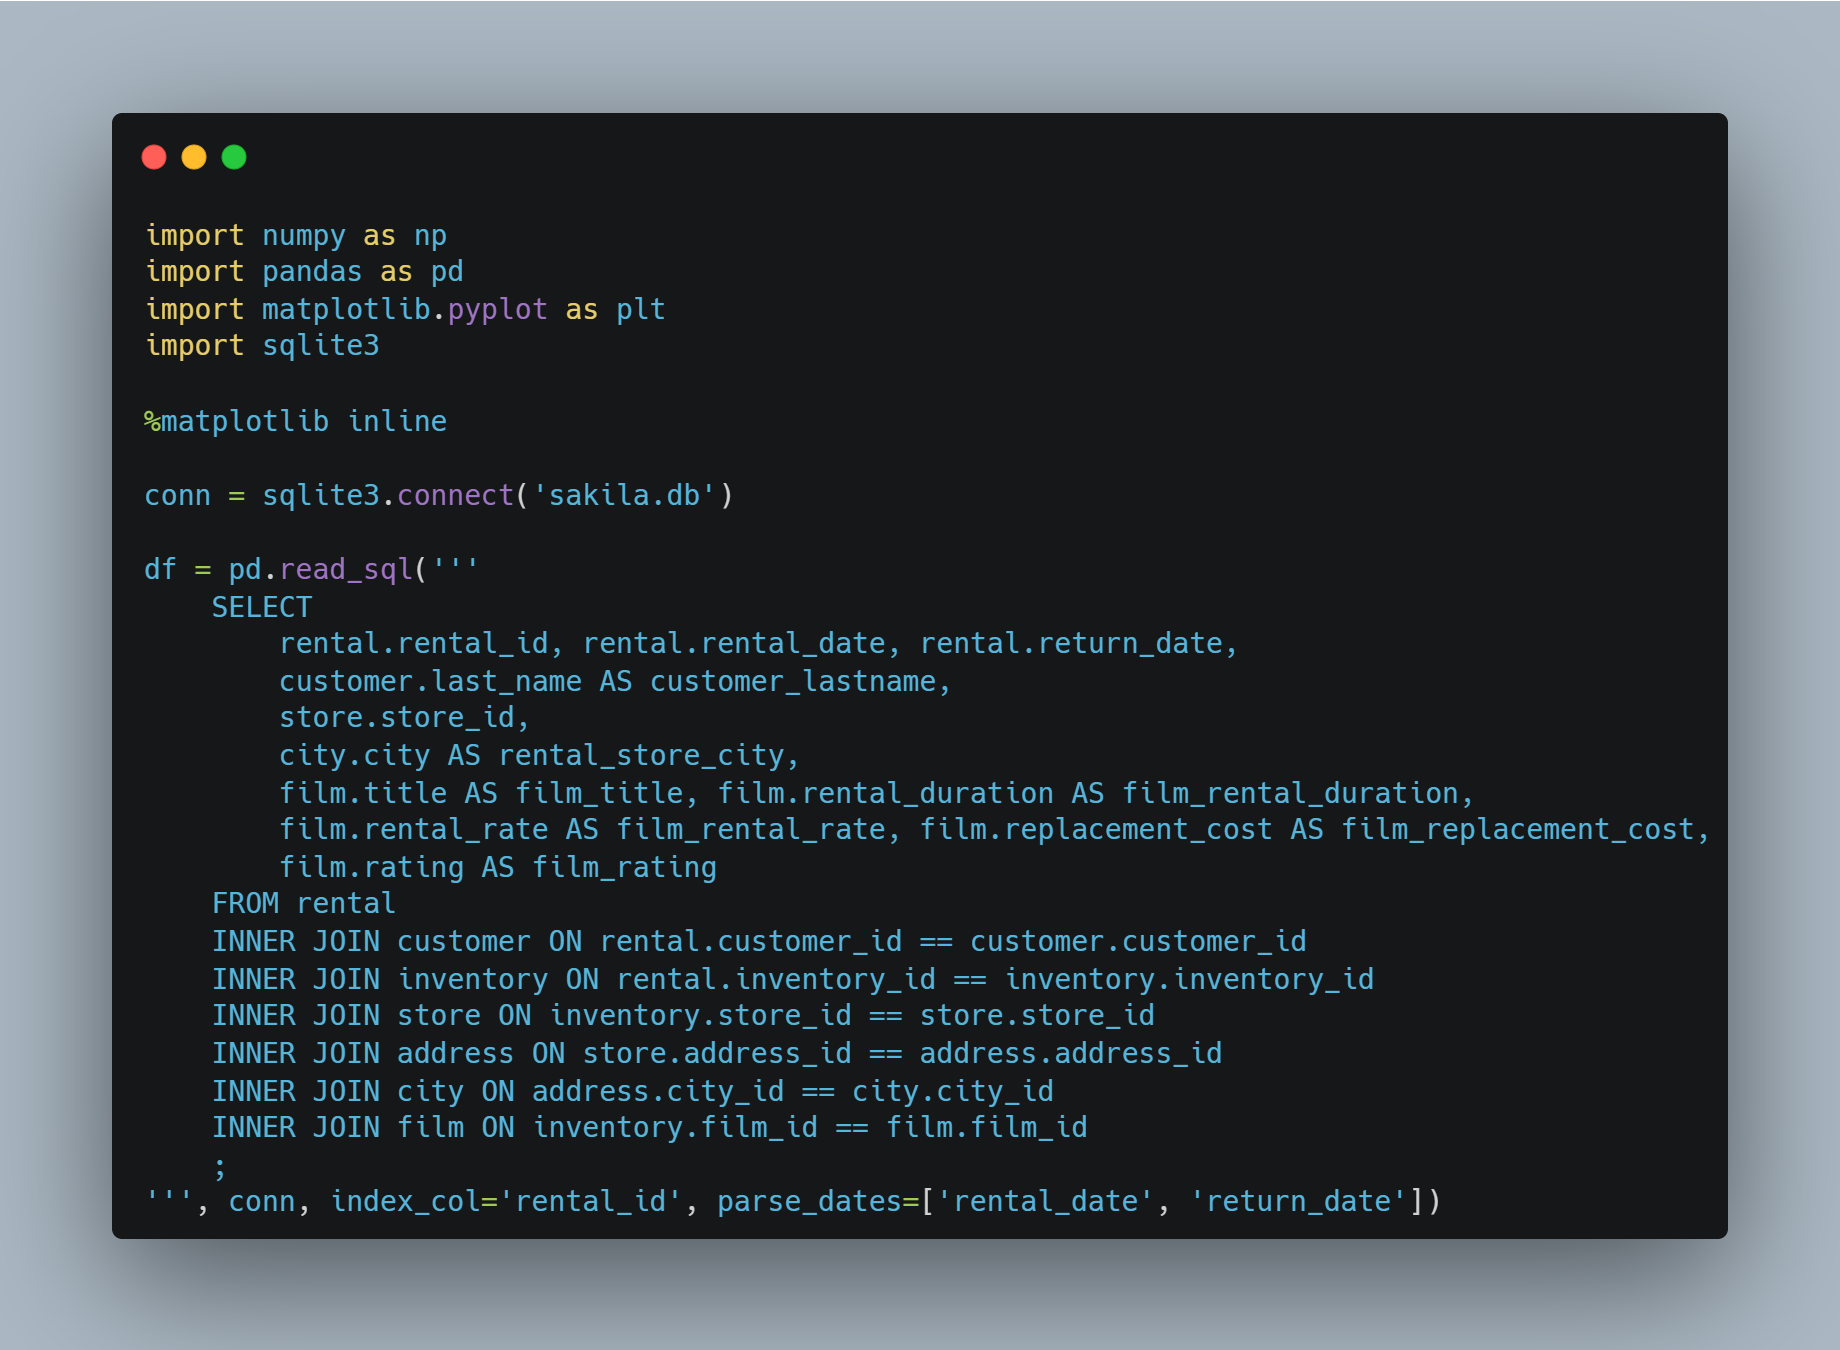 import numpy as np
import pandas as pd
import matplotlib.pyplot as plt
import sqlite3

%matplotlib inline

conn = sqlite3.connect('sakila.db')

df = pd.read_sql('''
    SELECT
        rental.rental_id, rental.rental_date, rental.return_date,
        customer.last_name AS customer_lastname,
        store.store_id,
        city.city AS rental_store_city,
        film.title AS film_title, film.rental_duration AS film_rental_duration,
        film.rental_rate AS film_rental_rate, film.replacement_cost AS film_replacement_cost,
        film.rating AS film_rating
    FROM rental
    INNER JOIN customer ON rental.customer_id == customer.customer_id
    INNER JOIN inventory ON rental.inventory_id == inventory.inventory_id
    INNER JOIN store ON inventory.store_id == store.store_id
    INNER JOIN address ON store.address_id == address.address_id
    INNER JOIN city ON address.city_id == city.city_id
    INNER JOIN film ON inventory.film_id == film.film_id
    ;
''', conn, index_col='rental_id', parse_dates=['rental_date', 'return_date'])